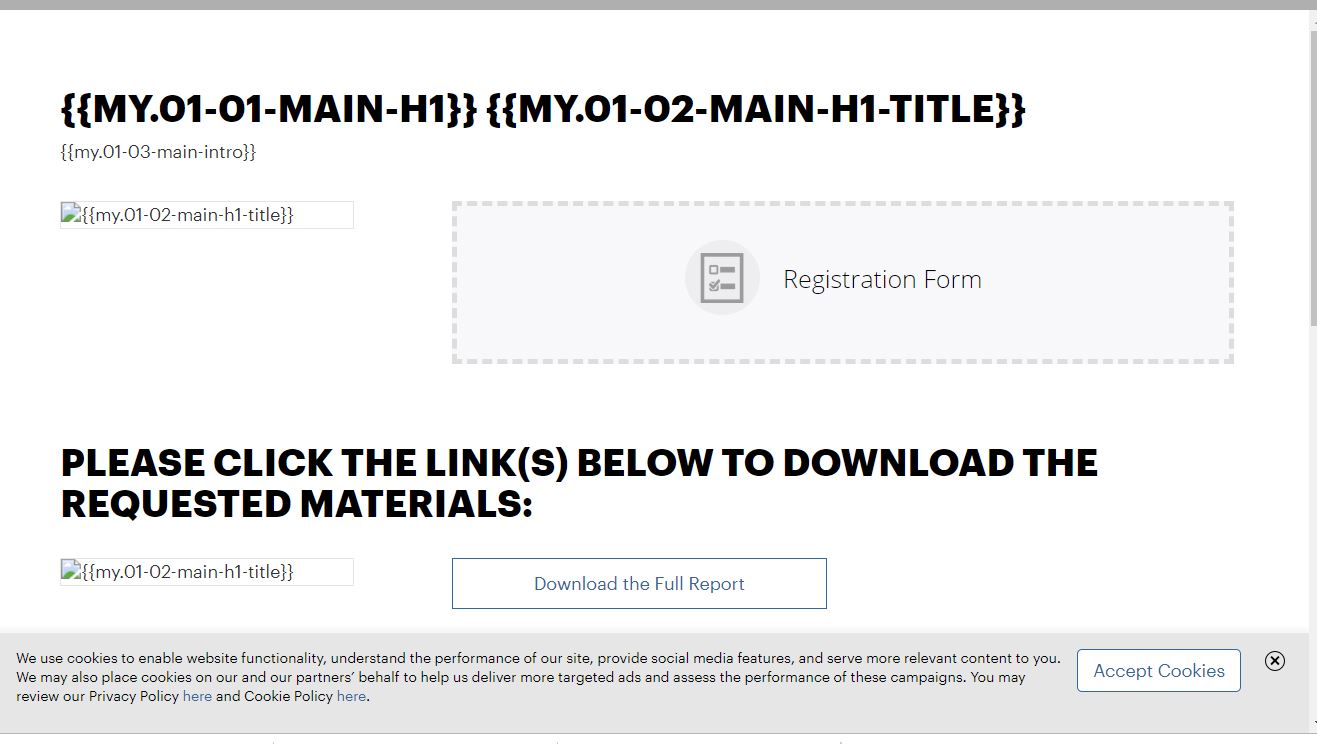 {{MY.01-01-MAIN-H1}} {{MY.01-02-MAIN-H1-TITLE}}
{{my.01-03-main-intro}}
{{my.01-02-main-h1-title}}
Registration Form
PLEASE CLICK THE LINK(S) BELOW TO DOWNLOAD THE
REQUESTED MATERIALS:
{{my.01-02-main-h1-title}}
Download the Full Report
We use cookies to enable website functionality, understand the performance of our site, provide social media features, and serve more relevant content to you.
We may also place cookies on our and our partners’ behalf to help us deliver more targeted ads and assess the performance of these campaigns. You may
review our Privacy Policy here and Cookie Policy here.
Accept Cookies